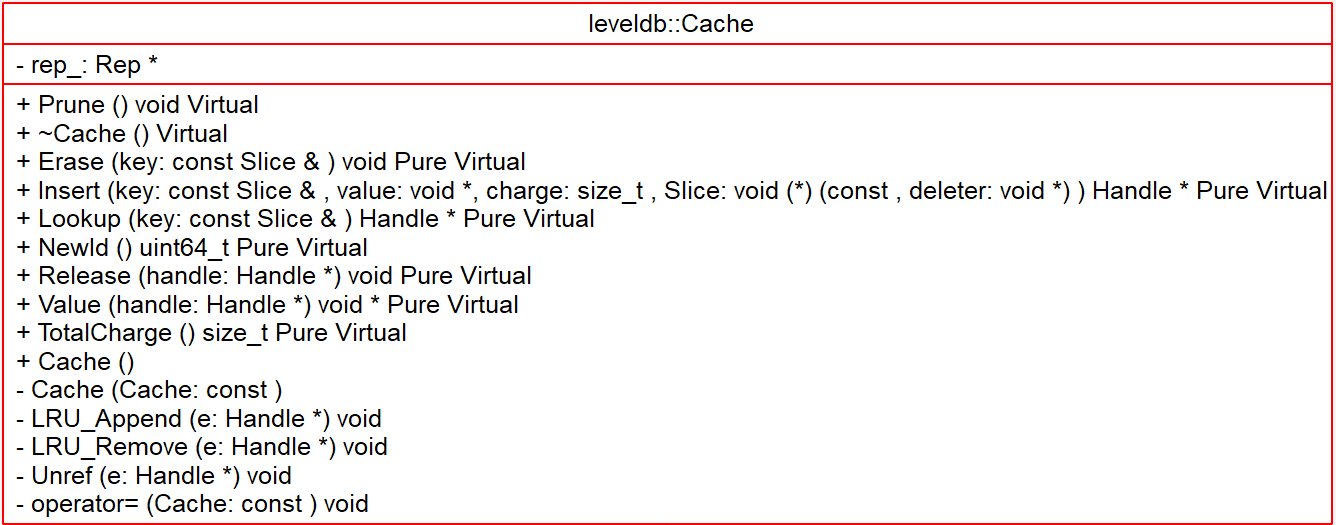 leveldb::Cache
- rep_: Rep *
+ Prune () void Virtual
+ ~Cache () Virtual
+ Erase (key: const Slice & ) void Pure Virtual
+ Insert (key: const Slice & , value: void *, charge: size_t , Slice: void (*) (const , deleter: void *) ) Handle * Pure Virtual
+ Lookup (key: const Slice & ) Handle * Pure Virtual
+ NewId () uint64_t Pure Virtual
+ Release (handle: Handle *) void Pure Virtual
+ Value (handle: Handle *) void * Pure Virtual
+ TotalCharge () size_t Pure Virtual
+ Cache ()
- Cache (Cache: const )
- LRU_Append (e: Handle *) void
- LRU_Remove (e: Handle *) void
- Unref (e: Handle *) void
- operator= (Cache: const ) void